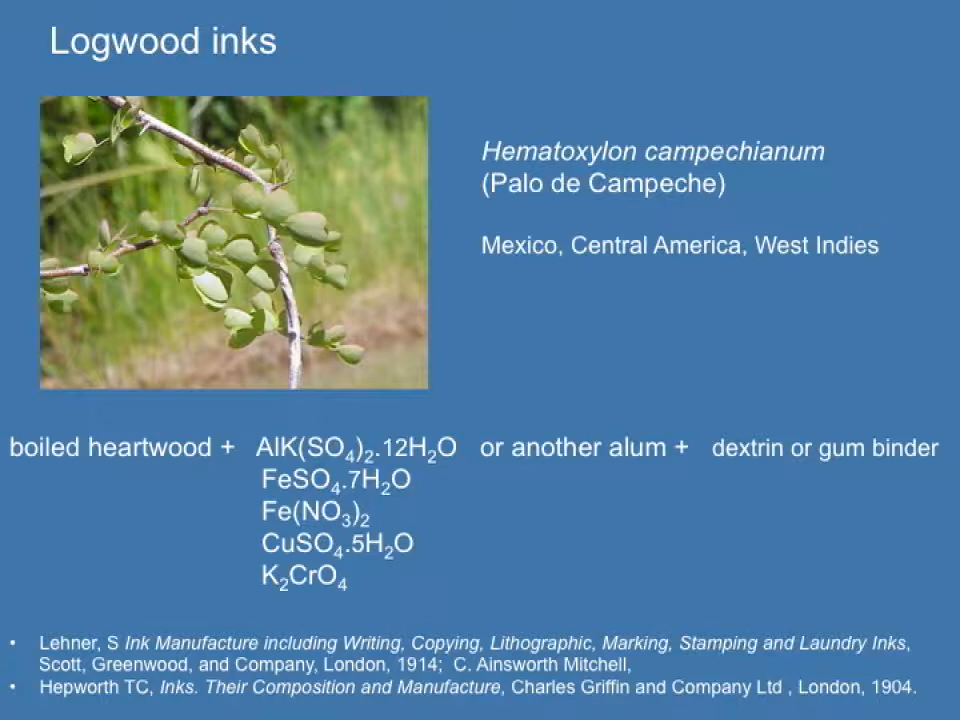 Logwood inks
Hematoxylon campechianum
(Palo de Campeche)
Mexico, Central America, West Indies
boiled heartwood + AlK(SO₄)₂.12H₂O or another alum + dextrin or gum binder
FeSO₄.7H₂O
Fe(NO₃)₂
CuSO₄.5H₂O
K₂CrO₄
• Lehner, S Ink Manufacture including Writing, Copying, Lithographic, Marking, Stamping and Laundry Inks,
Scott, Greenwood, and Company, London, 1914; C. Ainsworth Mitchell,
• Hepworth TC, Inks. Their Composition and Manufacture, Charles Griffin and Company Ltd , London, 1904.